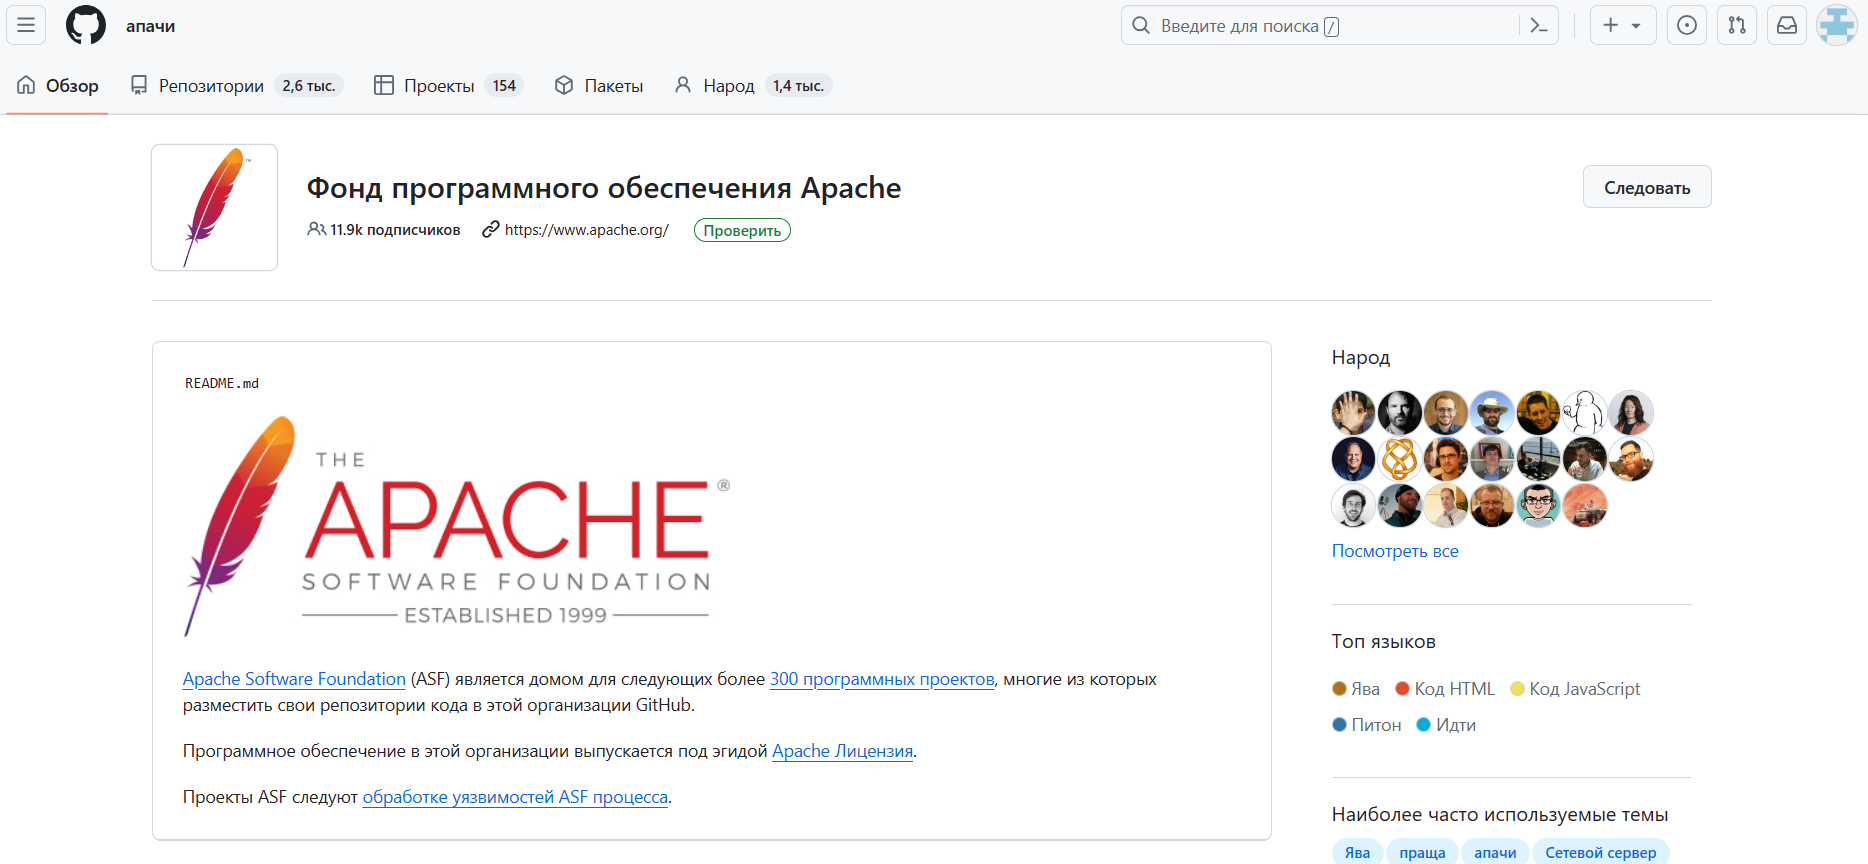 апачи
Введите для поиска /
Обзор Репозитории 2,6 тыс. Проекты 154 Пакеты Народ 1,4 тыс.
Фонд программного обеспечения Apache
Следовать
11.9k подписчиков https://www.apache.org/ Проверить
README.md
THE
APACHE®
SOFTWARE FOUNDATION
ESTABLISHED 1999
Apache Software Foundation (ASF) является домом для следующих более 300 программных проектов, многие из которых
разместить свои репозитории кода в этой организации GitHub.
Программное обеспечение в этой организации выпускается под эгидой Apache Лицензия.
Проекты ASF следуют обработке уязвимостей ASF процесса.
Народ
Посмотреть все
Топ языков
Ява Код HTML Код JavaScript
Питон Идти
Наиболее часто используемые темы
Ява праща апачи Сетевой сервер